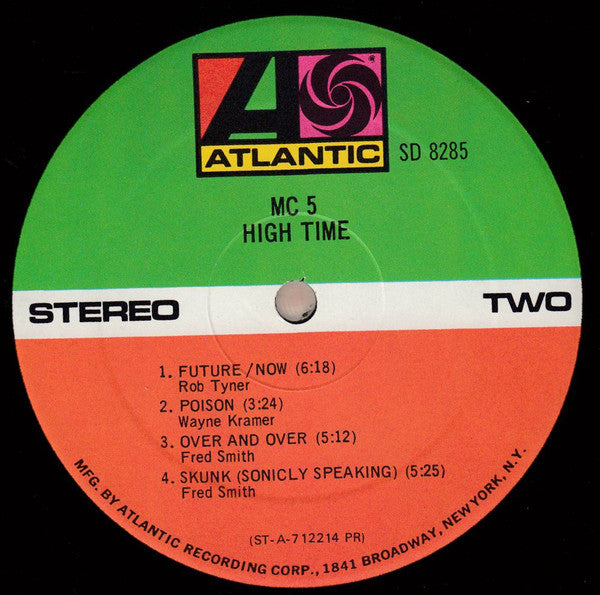 ATLANTIC
SD 8285
MC 5
HIGH TIME
STEREO
TWO
1. FUTURE/NOW (6:18)
Rob Tyner
2. POISON (3:24)
Wayne Kramer
3. OVER AND OVER (5:12)
Fred Smith
4. SKUNK (SONICLY SPEAKING) (5:25)
Fred Smith
(ST-A-712214 PR)
MFG. BY ATLANTIC RECORDING CORP., 1841 BROADWAY, NEW YORK, N.Y.